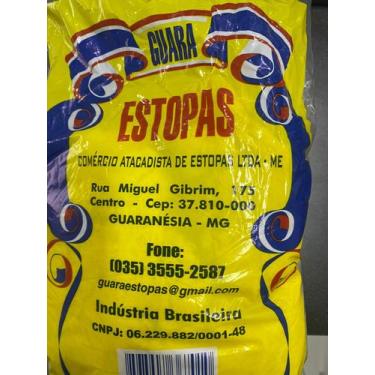 GUARA
ESTOPAS
COMÉRCIO ATACADISTA DE ESTOPAS LTDA - ME
Rua Miguel Gibrim, 175
Centro - Cep: 37.810-000
GUARANÉSIA - MG
Fone:
(035) 3555-2587
guaraestopas@gmail.com
Indústria Brasileira
CNPJ: 06.229.882/0001-48